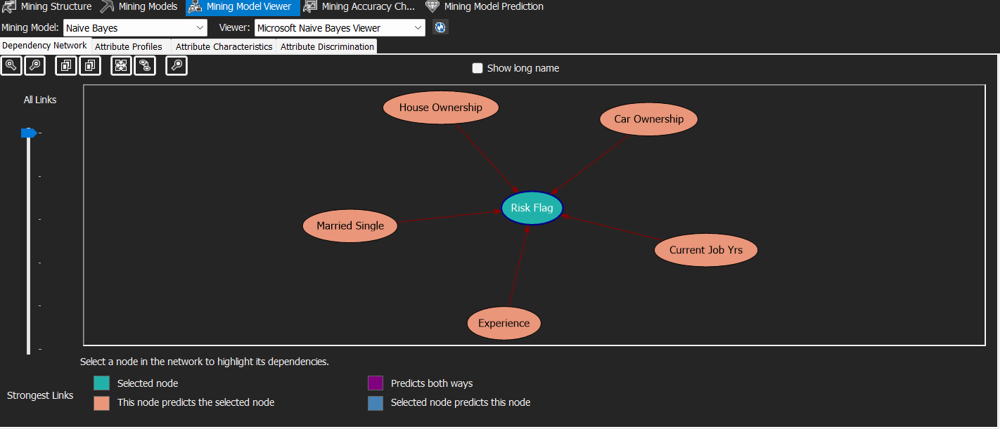 Mining Structure Mining Models Mining Model Viewer Mining Accuracy Ch... Mining Model Prediction
Mining Model: Naive Bayes Viewer: Microsoft Naive Bayes Viewer
Dependency Network Attribute Profiles Attribute Characteristics Attribute Discrimination
Show long name
All Links
House Ownership
Car Ownership
Risk Flag
Married Single
Current Job Yrs
Experience
Select a node in the network to highlight its dependencies.
Selected node Predicts both ways
Strongest Links
This node predicts the selected node Selected node predicts this node